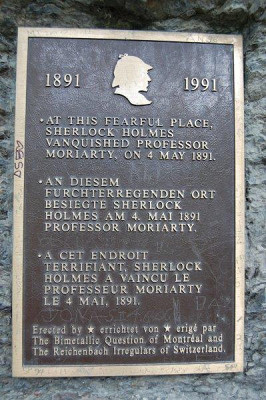 1891 1991
• AT THIS FEARFUL PLACE,
SHERLOCK HOLMES
VANQUISHED PROFESSOR
MORIARTY, ON 4 MAY 1891.
• AN DIESEM
FURCHTERREGENDEN ORT
BESIEGTE SHERLOCK
HOLMES AM 4. MAI 1891
PROFESSOR MORIARTY.
• A CET ENDROIT
TERRIFIANT, SHERLOCK
HOLMES A VAINCU LE
PROFESSEUR MORIARTY
LE 4 MAI, 1891.
Erected by ★ errichtet von ★ erigé par
The Bimetallic Question of Montréal and
The Reichenbach Irregulars of Switzerland.